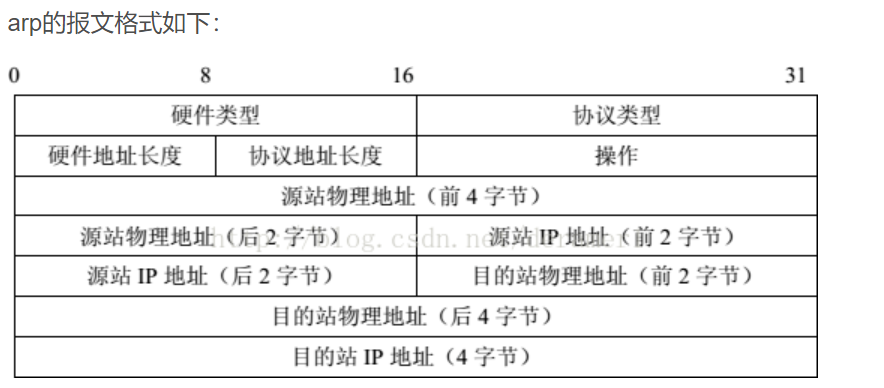 arp的报文格式如下：
0 8 16 31
硬件类型 协议类型
硬件地址长度 协议地址长度 操作
源站物理地址（前 4 字节）
源站物理地址（后 2 字节） 源站 IP 地址（前 2 字节）
源站 IP 地址（后 2 字节） 目的站物理地址（前 2 字节）
目的站物理地址（后 4 字节）
目的站 IP 地址（4 字节）